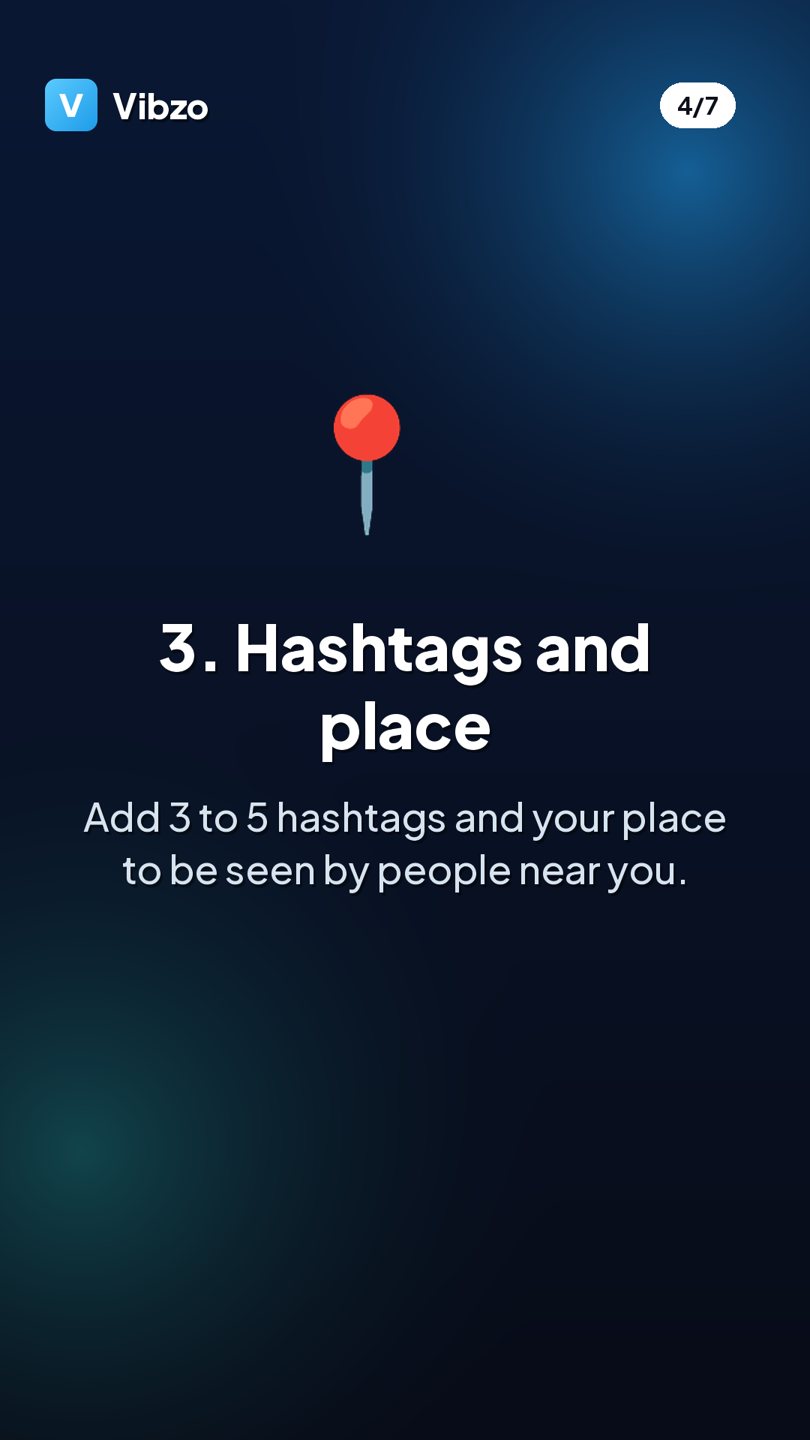 V Vibzo
4/7
3. Hashtags and
place
Add 3 to 5 hashtags and your place
to be seen by people near you.